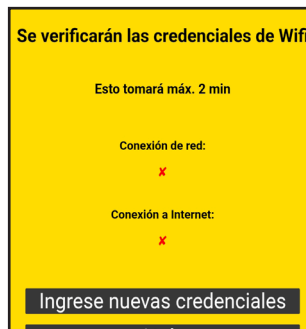 Se verificarán las credenciales de Wifi
Esto tomará máx. 2 min
Conexión de red:
✘
Conexión a Internet:
✘
Ingrese nuevas credenciales